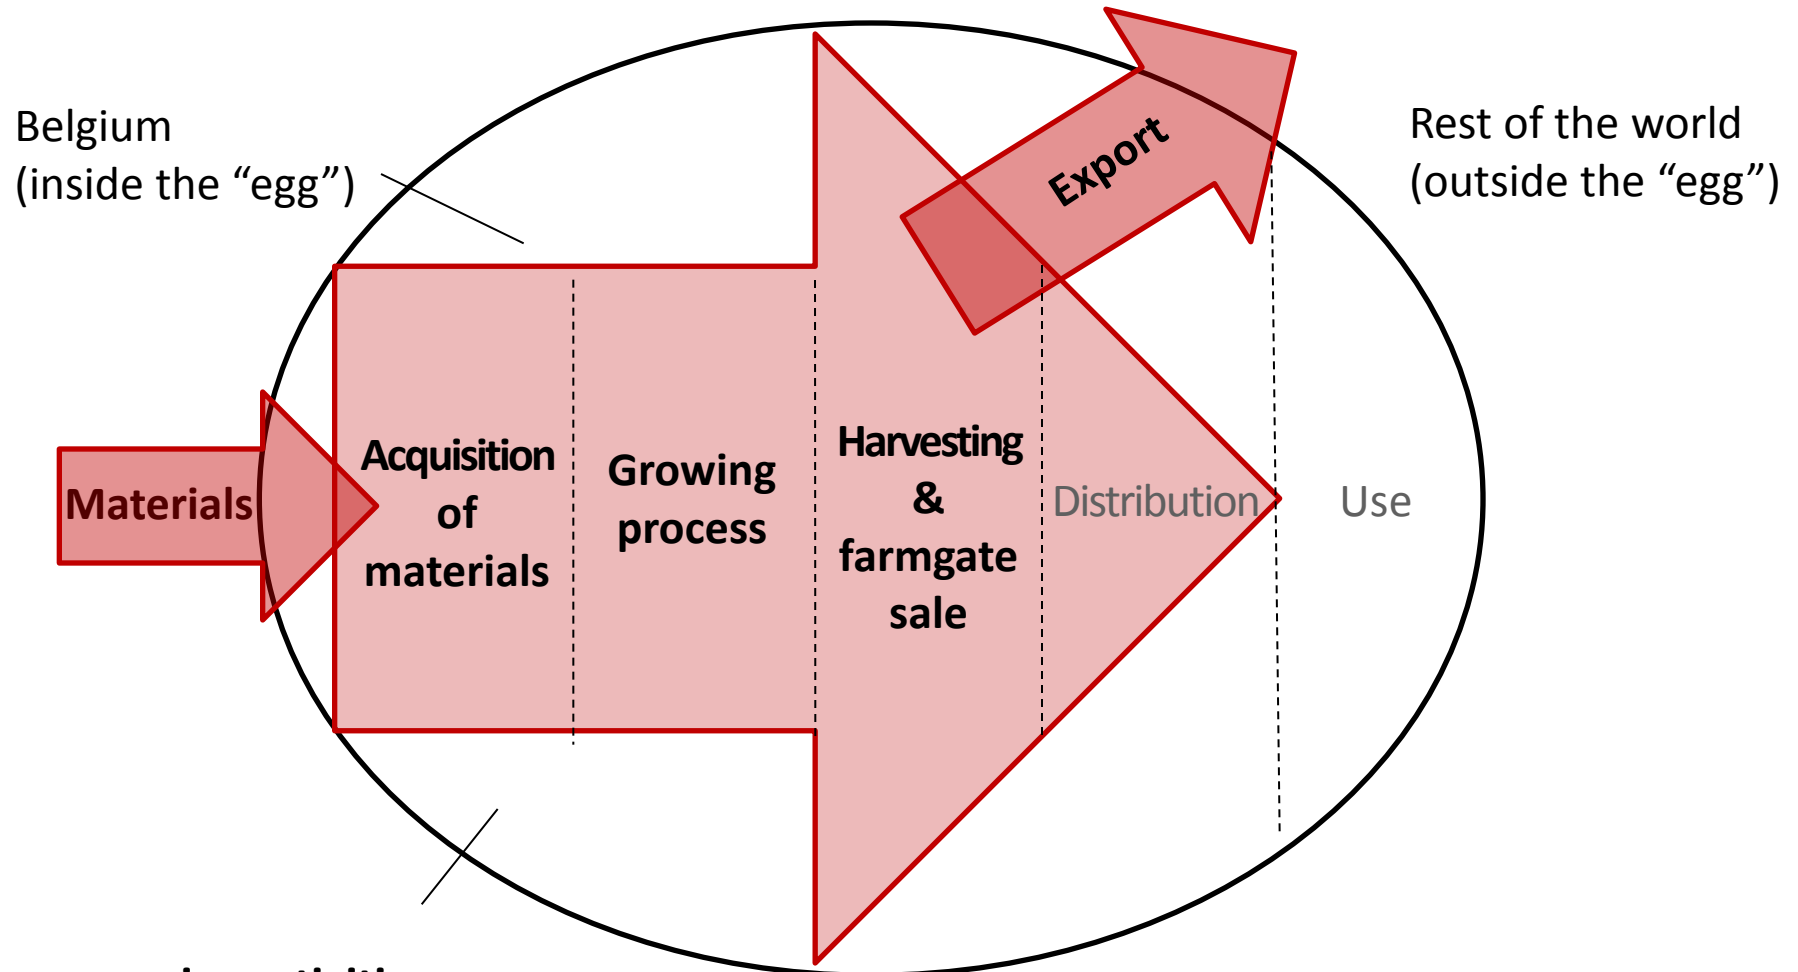 Belgium
(inside the “egg”)
Rest of the world
(outside the “egg”)
Export
Materials
Acquisition
of
materials
Growing
process
Harvesting
&
farmgate
sale
Distribution
Use